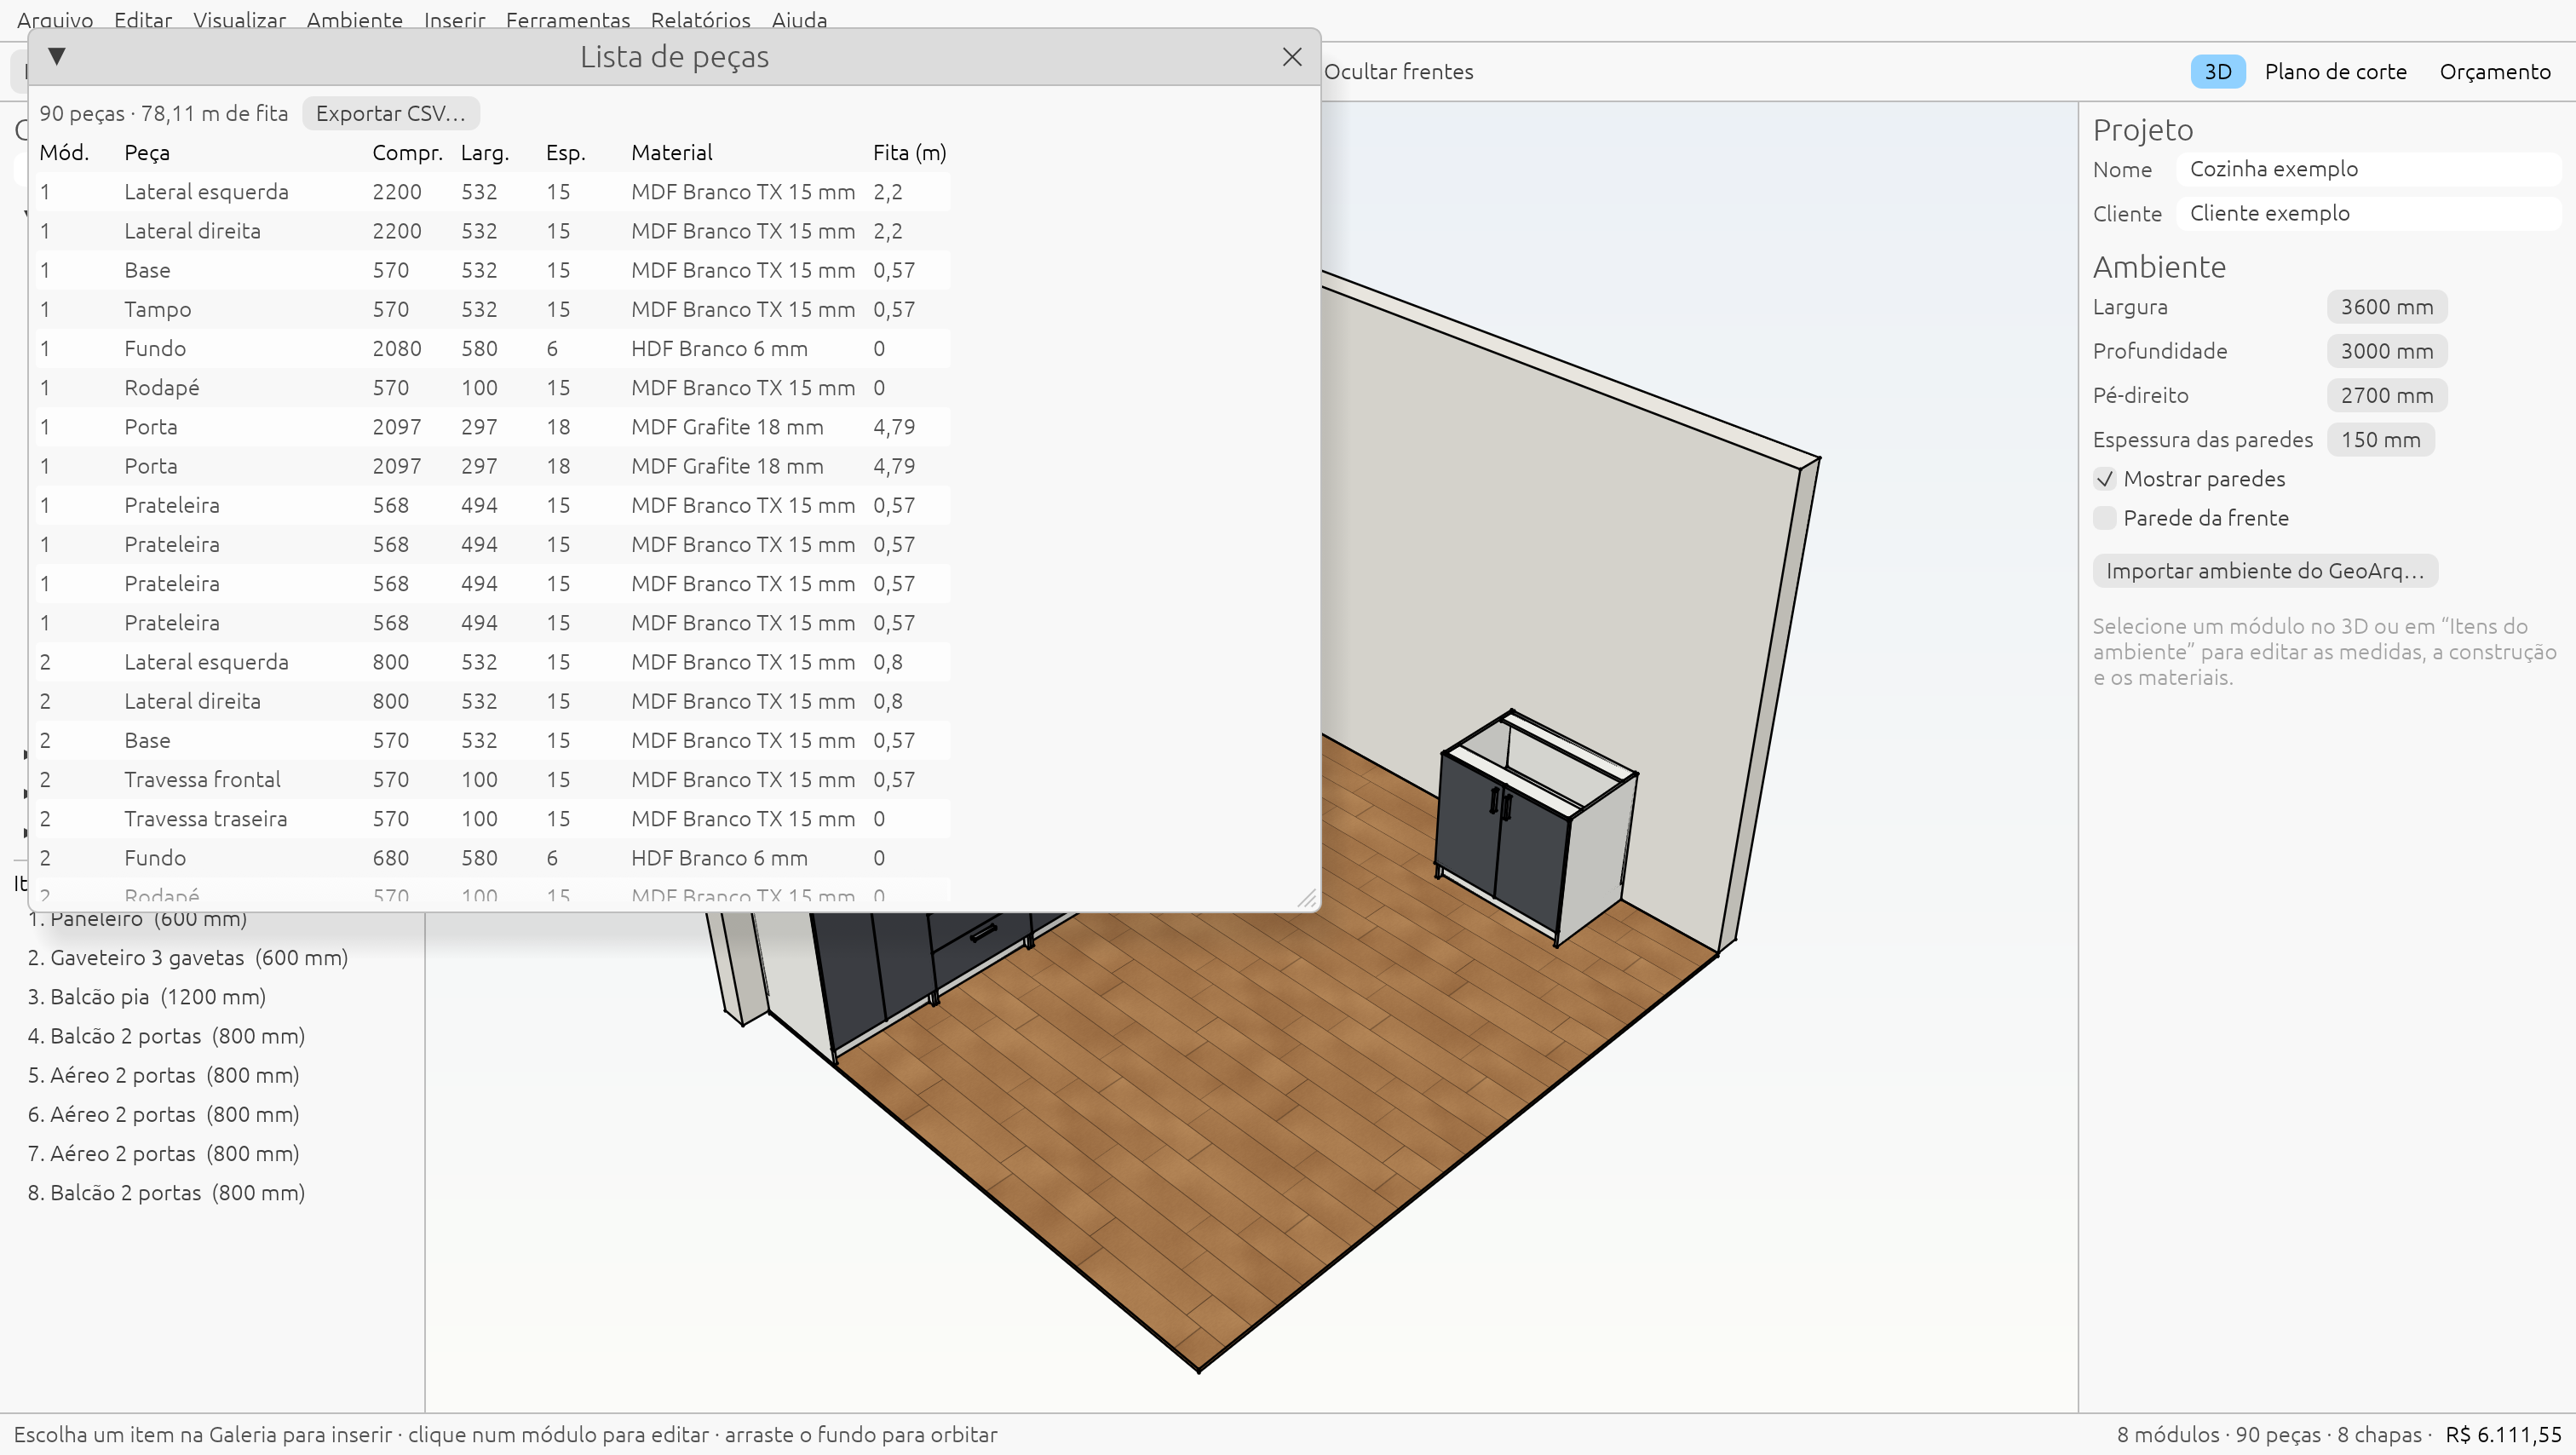 Arquivo Editar Visualizar Ambiente Inserir Ferramentas Relatórios Ajuda
Lista de peças
Ocultar frentes
3D Plano de corte Orçamento
90 peças · 78,11 m de fita Exportar CSV...
Mód. Peça Compr. Larg. Esp. Material Fita (m)
1 Lateral esquerda 2200 532 15 MDF Branco TX 15 mm 2,2
1 Lateral direita 2200 532 15 MDF Branco TX 15 mm 2,2
1 Base 570 532 15 MDF Branco TX 15 mm 0,57
1 Tampo 570 532 15 MDF Branco TX 15 mm 0,57
1 Fundo 2080 580 6 HDF Branco 6 mm 0
1 Rodapé 570 100 15 MDF Branco TX 15 mm 0
1 Porta 2097 297 18 MDF Grafite 18 mm 4,79
1 Porta 2097 297 18 MDF Grafite 18 mm 4,79
1 Prateleira 568 494 15 MDF Branco TX 15 mm 0,57
1 Prateleira 568 494 15 MDF Branco TX 15 mm 0,57
1 Prateleira 568 494 15 MDF Branco TX 15 mm 0,57
1 Prateleira 568 494 15 MDF Branco TX 15 mm 0,57
2 Lateral esquerda 800 532 15 MDF Branco TX 15 mm 0,8
2 Lateral direita 800 532 15 MDF Branco TX 15 mm 0,8
2 Base 570 532 15 MDF Branco TX 15 mm 0,57
2 Travessa frontal 570 100 15 MDF Branco TX 15 mm 0,57
2 Travessa traseira 570 100 15 MDF Branco TX 15 mm 0
2 Fundo 680 580 6 HDF Branco 6 mm 0
2 Rodapé 570 100 15 MDF Branco TX 15 mm 0
1. Paneleiro (600 mm)
2. Gaveteiro 3 gavetas (600 mm)
3. Balcão pia (1200 mm)
4. Balcão 2 portas (800 mm)
5. Aéreo 2 portas (800 mm)
6. Aéreo 2 portas (800 mm)
7. Aéreo 2 portas (800 mm)
8. Balcão 2 portas (800 mm)
Projeto
Nome Cozinha exemplo
Cliente Cliente exemplo
Ambiente
Largura 3600 mm
Profundidade 3000 mm
Pé-direito 2700 mm
Espessura das paredes 150 mm
Mostrar paredes
Parede da frente
Importar ambiente do GeoArq...
Selecione um módulo no 3D ou em “Itens do
ambiente” para editar as medidas, a construção
e os materiais.
Escolha um item na Galeria para inserir · clique num módulo para editar · arraste o fundo para orbitar
8 módulos · 90 peças · 8 chapas · R$ 6.111,55